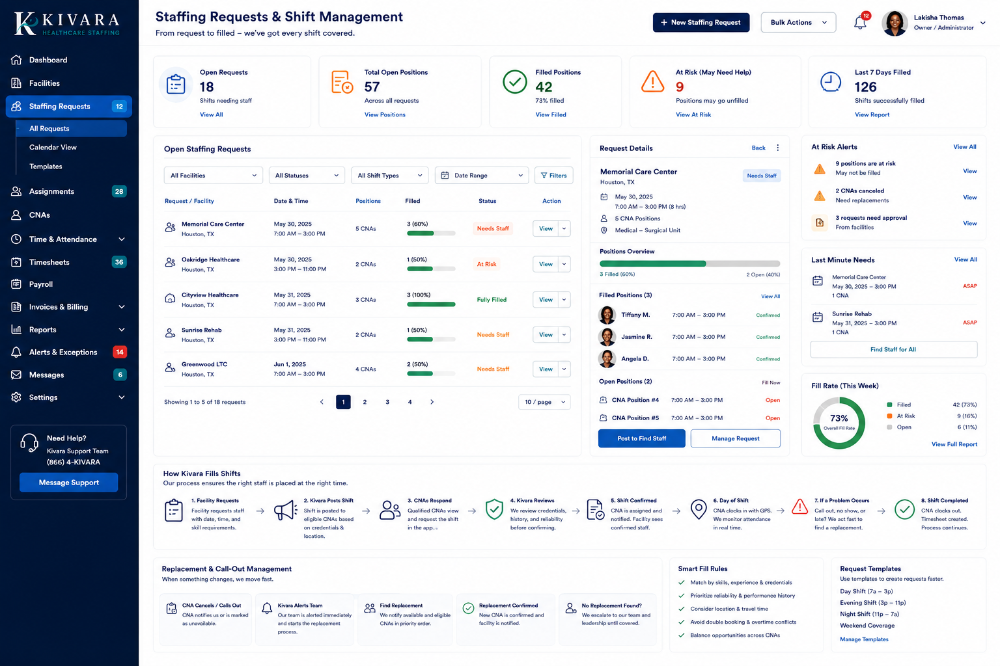 KIVARA
HEALTHCARE STAFFING
Dashboard
Facilities
Staffing Requests 12
All Requests
Calendar View
Templates
Assignments 28
CNAs
Time & Attendance
Timesheets 36
Payroll
Invoices & Billing
Reports
Alerts & Exceptions 14
Messages 6
Settings
Need Help?
Kivara Support Team
(866) 4-KIVARA
Message Support
Staffing Requests & Shift Management
From request to filled – we've got every shift covered.
+ New Staffing Request
Bulk Actions
12
Lakisha Thomas
Owner / Administrator
Open Requests
18
Shifts needing staff
View All
Total Open Positions
57
Across all requests
View Positions
Filled Positions
42
73% filled
View Filled
At Risk (May Need Help)
9
Positions may go unfilled
View At Risk
Last 7 Days Filled
126
Shifts successfully filled
View Report
Open Staffing Requests
All Facilities
All Statuses
All Shift Types
Date Range
Filters
Request / Facility Date & Time Positions Filled Status Action
Memorial Care Center
Houston, TX
May 30, 2025
7:00 AM – 3:00 PM
5 CNAs
3 (60%)
Needs Staff
View
Oakridge Healthcare
Houston, TX
May 30, 2025
3:00 PM – 11:00 PM
2 CNAs
1 (50%)
At Risk
View
Cityview Healthcare
Houston, TX
May 31, 2025
7:00 AM – 3:00 PM
3 CNAs
3 (100%)
Fully Filled
View
Sunrise Rehab
Houston, TX
May 31, 2025
3:00 PM – 11:00 PM
2 CNAs
1 (50%)
Needs Staff
View
Greenwood LTC
Houston, TX
Jun 1, 2025
7:00 AM – 3:00 PM
4 CNAs
2 (50%)
Needs Staff
View
Showing 1 to 5 of 18 requests
1 2 3 4
10 / page
Request Details
Back
Memorial Care Center
Houston, TX
Needs Staff
May 30, 2025
7:00 AM – 3:00 PM (8 hrs)
5 CNA Positions
Medical – Surgical Unit
Positions Overview
3 Filled (60%) 2 Open (40%)
Filled Positions (3) View All
Tiffany M. 7:00 AM – 3:00 PM Confirmed
Jasmine R. 7:00 AM – 3:00 PM Confirmed
Angela D. 7:00 AM – 3:00 PM Confirmed
Open Positions (2) Fill Now
CNA Position #4 7:00 AM – 3:00 PM Open
CNA Position #5 7:00 AM – 3:00 PM Open
Post to Find Staff
Manage Request
At Risk Alerts View All
9 positions are at risk
May not be filled
View
2 CNAs canceled
Need replacements
View
3 requests need approval
From facilities
View
Last Minute Needs View All
Memorial Care Center
May 30, 2025 – 3:00 PM
1 CNA
ASAP
Sunrise Rehab
May 31, 2025 – 3:00 PM
1 CNA
ASAP
Find Staff for All
Fill Rate (This Week)
73%
Overall Fill Rate
Filled 42 (73%)
At Risk 9 (16%)
Open 6 (11%)
View Full Report
How Kivara Fills Shifts
Our process ensures the right staff is placed at the right time.
1. Facility Requests
Facility requests staff
with date, time, and
skill requirements.
2. Kivara Posts Shift
Shift is posted to
eligible CNAs based
on credentials &
location.
3. CNAs Respond
Qualified CNAs view
and request the shift
in the app..
4. Kivara Reviews
We review credentials,
history, and reliability
before confirming.
5. Shift Confirmed
CNA is assigned and
notified. Facility sees
confirmed staff.
6. Day of Shift
CNA clocks in with GPS.
We monitor attendance
in real time.
7. If a Problem Occurs
Call out, no show, or
late? We act fast to
find a replacement.
8. Shift Completed
CNA clocks out.
Timesheet created.
Process continues.
Replacement & Call-Out Management
When something changes, we move fast.
CNA Cancels / Calls Out
CNA notifies us or is marked
as unavailable.
Kivara Alerts Team
Our team is alerted immediately
and starts the replacement
process.
Find Replacement
We notify available and eligible
CNAs in priority order.
Replacement Confirmed
New CNA is confirmed and
facility is notified.
No Replacement Found?
We escalate to our team and
leadership until covered.
Smart Fill Rules
Match by skills, experience & credentials
Prioritize reliability & performance history
Consider location & travel time
Avoid double booking & overtime conflicts
Balance opportunities across CNAs
Request Templates
Use templates to create requests faster.
Day Shift (7a – 3p)
Evening Shift (3p – 11p)
Night Shift (11p – 7a)
Weekend Coverage
Manage Templates